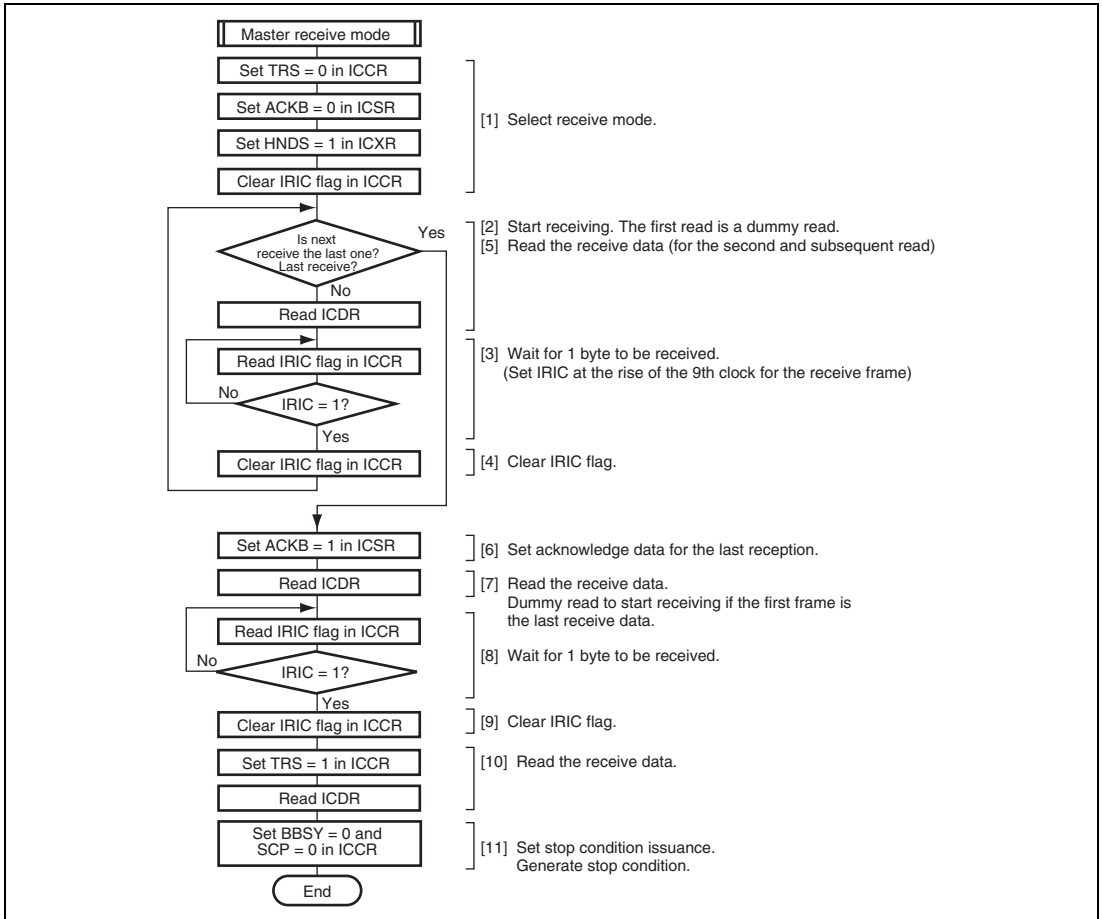 Master receive mode
Set TRS = 0 in ICCR
Set ACKB = 0 in ICSR
[1] Select receive mode.
Set HNDS = 1 in ICXR
Clear IRIC flag in ICCR
Is next
receive the last one?
Last receive?
Yes
No
[2] Start receiving. The first read is a dummy read.
[5] Read the receive data (for the second and subsequent read)
Read ICDR
Read IRIC flag in ICCR
[3] Wait for 1 byte to be received.
(Set IRIC at the rise of the 9th clock for the receive frame)
No
IRIC = 1?
Yes
Clear IRIC flag in ICCR
[4] Clear IRIC flag.
Set ACKB = 1 in ICSR
[6] Set acknowledge data for the last reception.
Read ICDR
[7] Read the receive data.
Dummy read to start receiving if the first frame is
the last receive data.
Read IRIC flag in ICCR
[8] Wait for 1 byte to be received.
No
IRIC = 1?
Yes
Clear IRIC flag in ICCR
[9] Clear IRIC flag.
Set TRS = 1 in ICCR
[10] Read the receive data.
Read ICDR
Set BBSY = 0 and
SCP = 0 in ICCR
[11] Set stop condition issuance.
Generate stop condition.
End